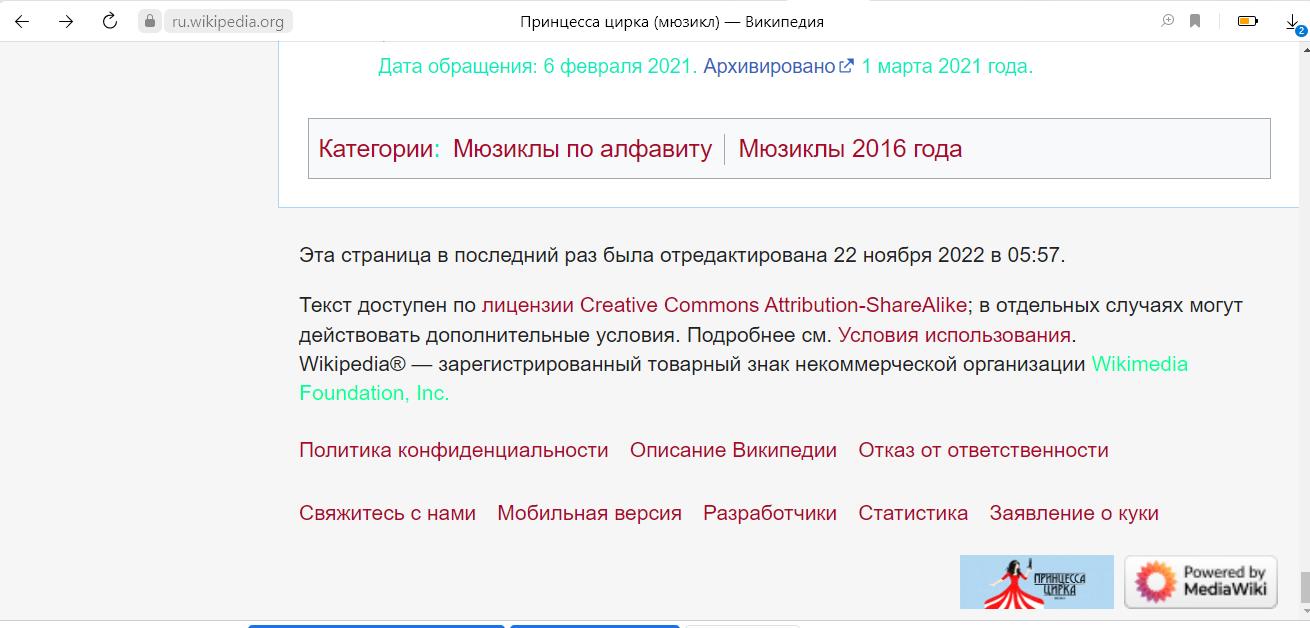 ru.wikipedia.org
Принцесса цирка (мюзикл) — Википедия
2
Дата обращения: 6 февраля 2021. Архивировано 1 марта 2021 года.
Категории: Мюзиклы по алфавиту
Мюзиклы 2016 года
Эта страница в последний раз была отредактирована 22 ноября 2022 в 05:57.
Текст доступен по лицензии Creative Commons Attribution-ShareAlike; в отдельных случаях могут
действовать дополнительные условия. Подробнее см. Условия использования.
Wikipedia® — зарегистрированный товарный знак некоммерческой организации Wikimedia
Foundation, Inc.
Политика конфиденциальности Описание Википедии Отказ от ответственности
Свяжитесь с нами Мобильная версия Разработчики Статистика Заявление о куки
ПРИНЦЕССА
ЦИРКА
Powered by
MediaWiki